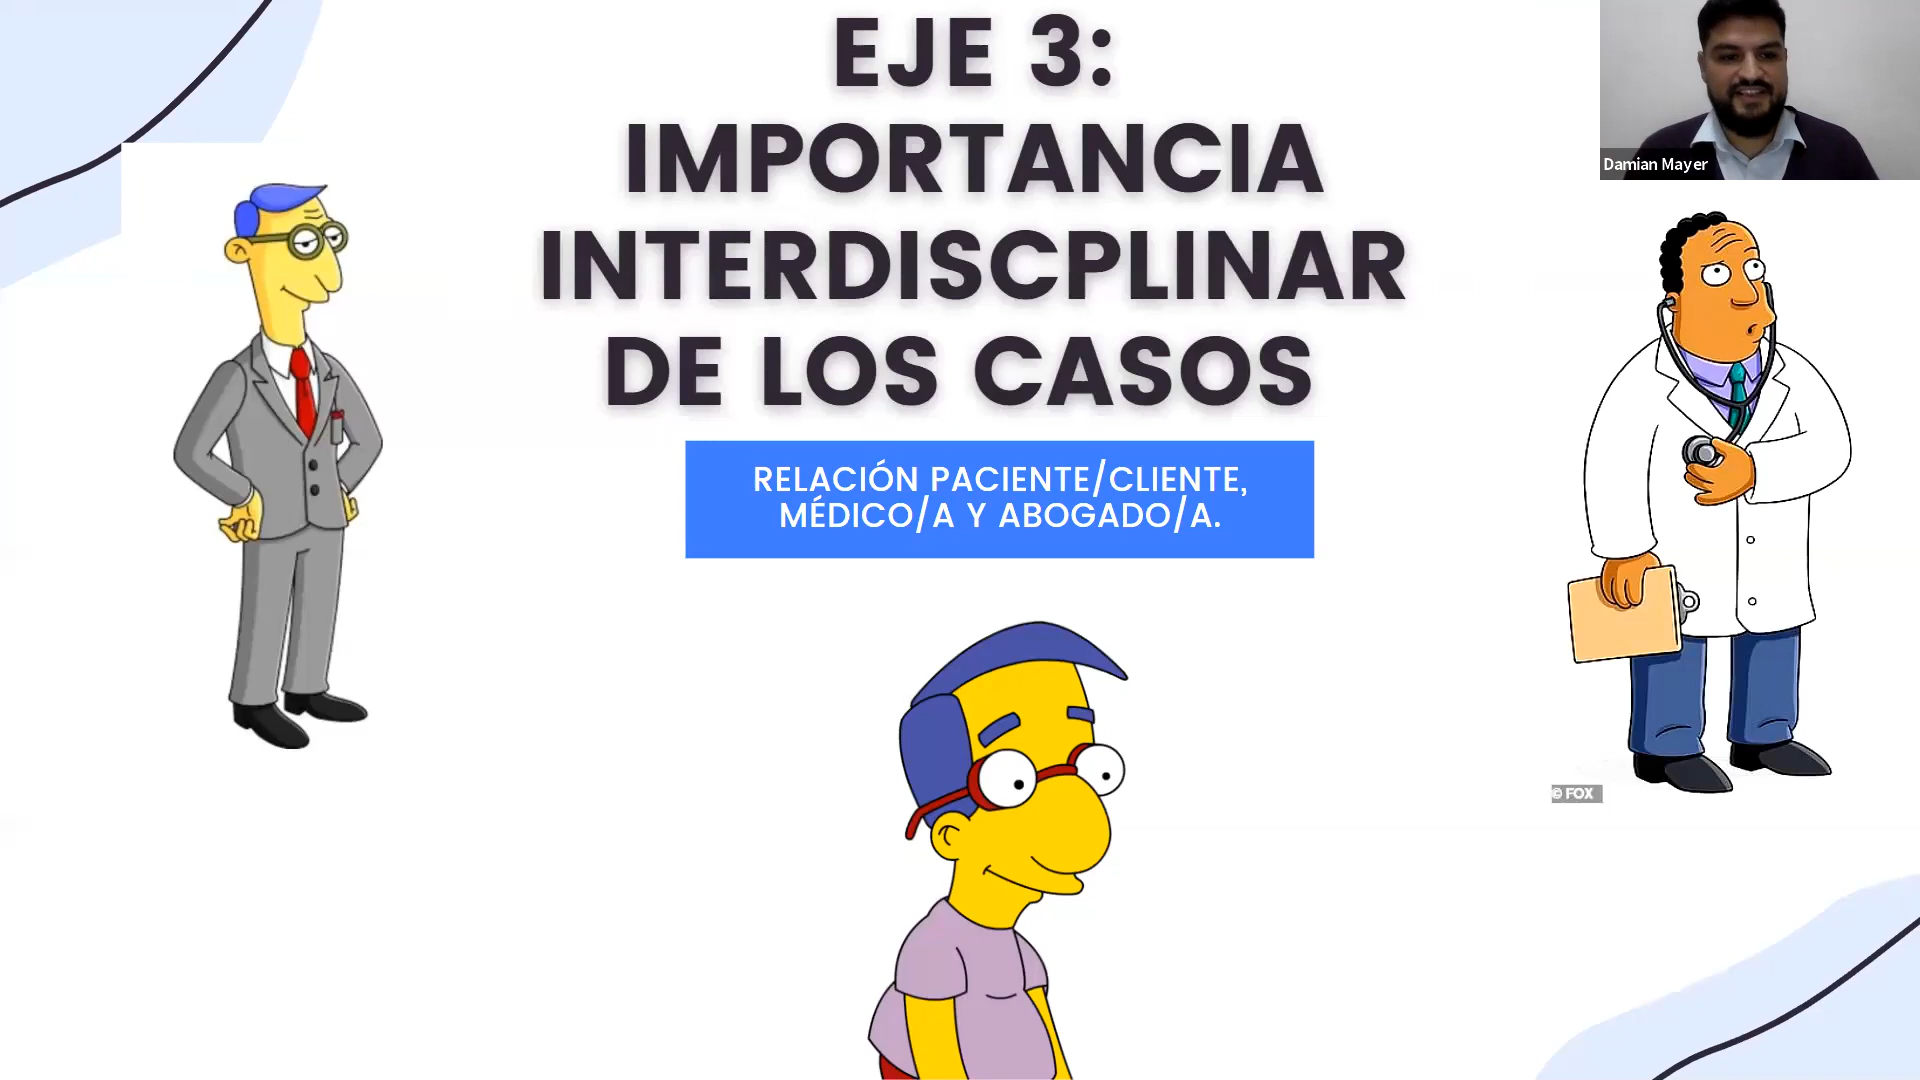 EJE 3:
IMPORTANCIA
INTERDISCPLINAR
DE LOS CASOS
RELACIÓN PACIENTE/CLIENTE,
MÉDICO/A Y ABOGADO/A.
Damian Mayer
© FOX